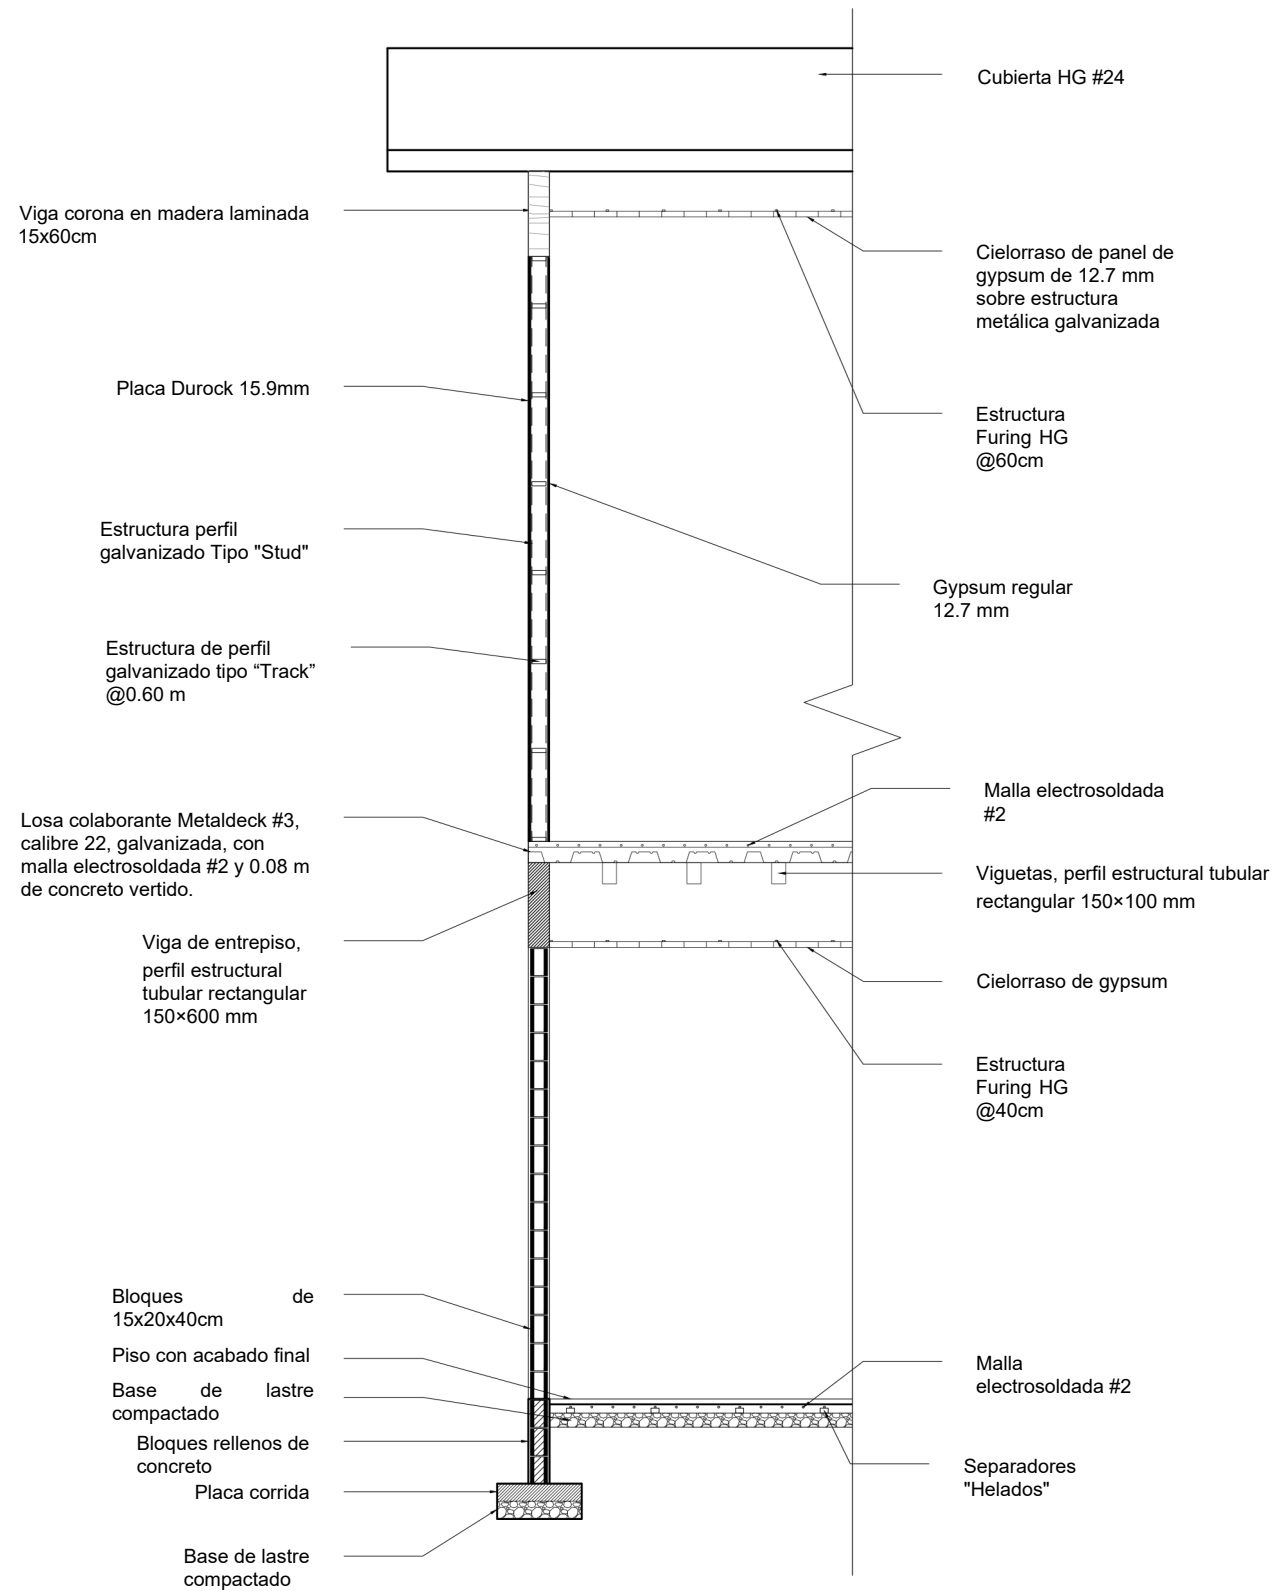 Cubierta HG #24
Viga corona en madera laminada
15x60cm
Cielorraso de panel de
gypsum de 12.7 mm
sobre estructura
metálica galvanizada
Placa Durock 15.9mm
Estructura
Furing HG
@60cm
Estructura perfil
galvanizado Tipo "Stud"
Gypsum regular
12.7 mm
Estructura de perfil
galvanizado tipo “Track”
@0.60 m
Malla electrosoldada
#2
Losa colaborante Metaldeck #3,
calibre 22, galvanizada, con
malla electrosoldada #2 y 0.08 m
de concreto vertido.
Viguetas, perfil estructural tubular
rectangular 150×100 mm
Viga de entrepiso,
perfil estructural
tubular rectangular
150×600 mm
Cielorraso de gypsum
Estructura
Furing HG
@40cm
Bloques de
15x20x40cm
Piso con acabado final
Malla
electrosoldada #2
Base de lastre
compactado
Bloques rellenos de
concreto
Separadores
"Helados"
Placa corrida
Base de lastre
compactado